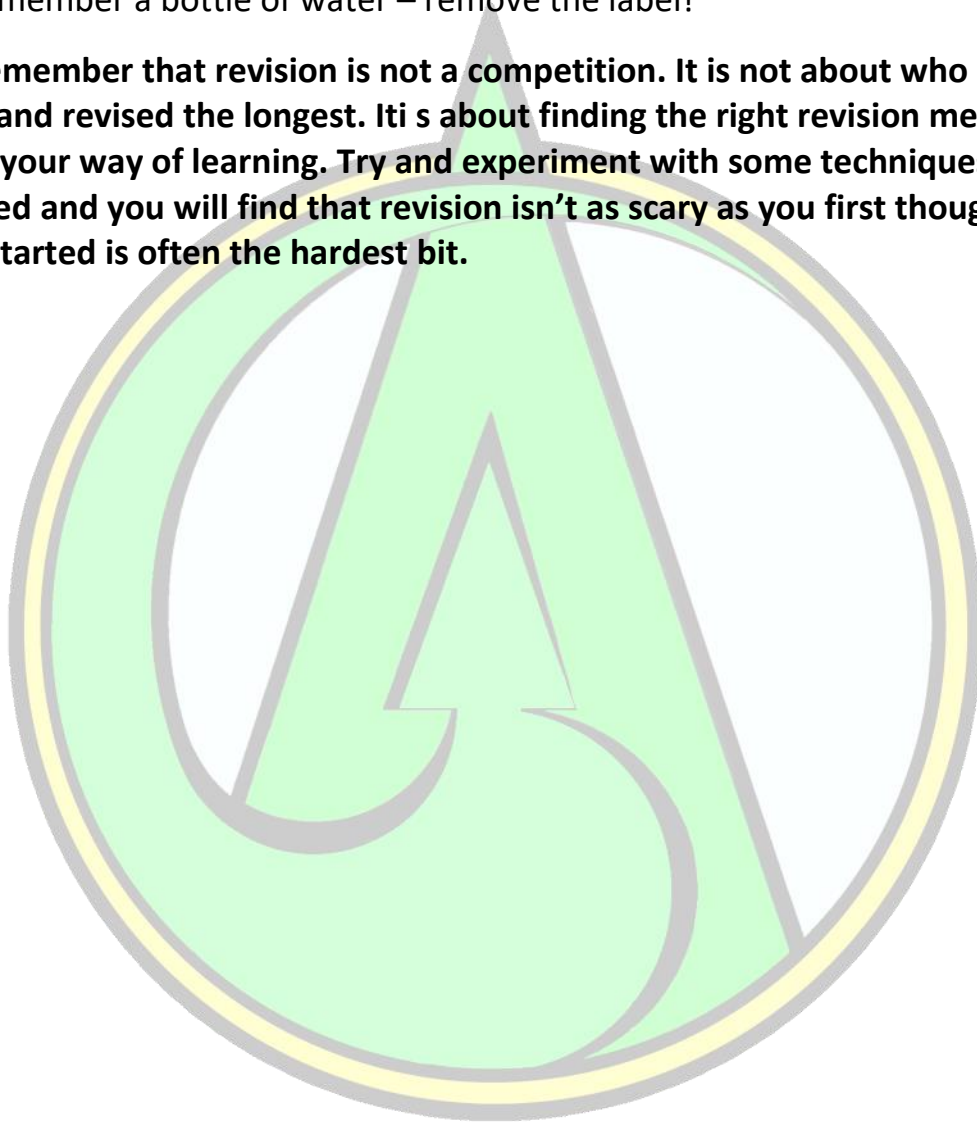 member a bottle of water – remove the label!
emember that revision is not a competition. It is not about who
and revised the longest. Iti s about finding the right revision me
your way of learning. Try and experiment with some technique
ed and you will find that revision isn't as scary as you first thoug
tarted is often the hardest bit.